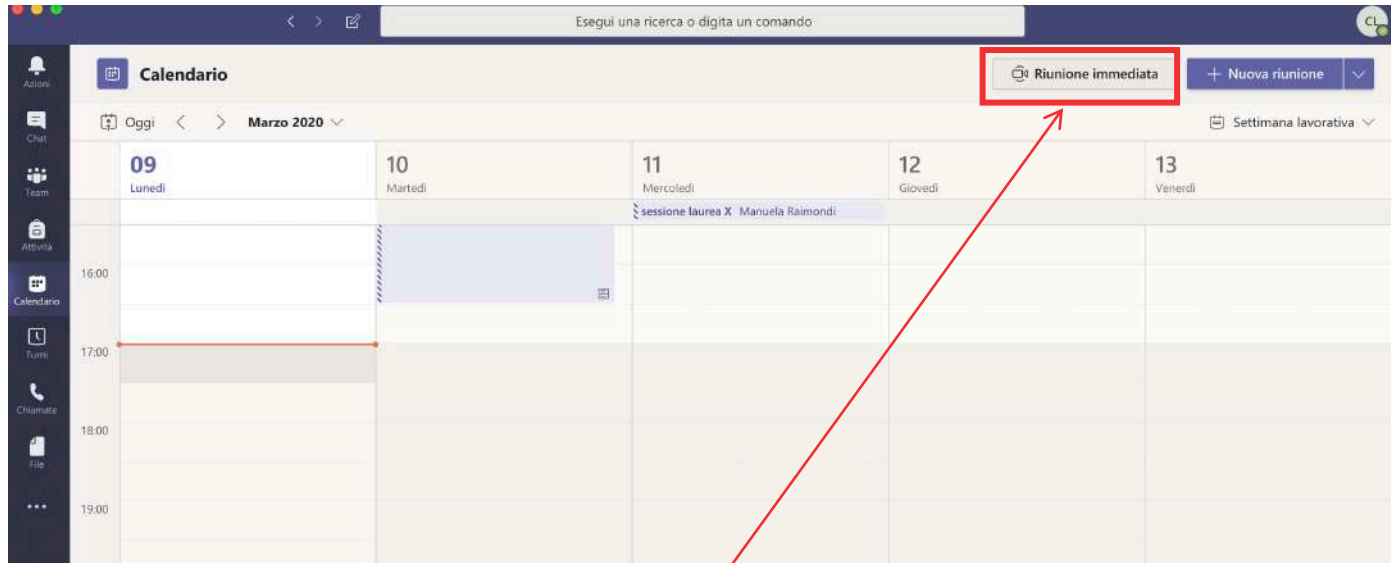 Esegui una ricerca o digita un comando
CL
Azioni
Calendario
Riunione immediata
+ Nuova riunione
Chat
Oggi < > Marzo 2020
Settimana lavorativa
Team
09 10 11 12 13
Lunedì Martedì Mercoledì Giovedì Venerdì
sessione laurea X Manuela Raimondi
Attività
16:00
Calendario
Turni
17:00
Chiamate
18:00
File
19:00